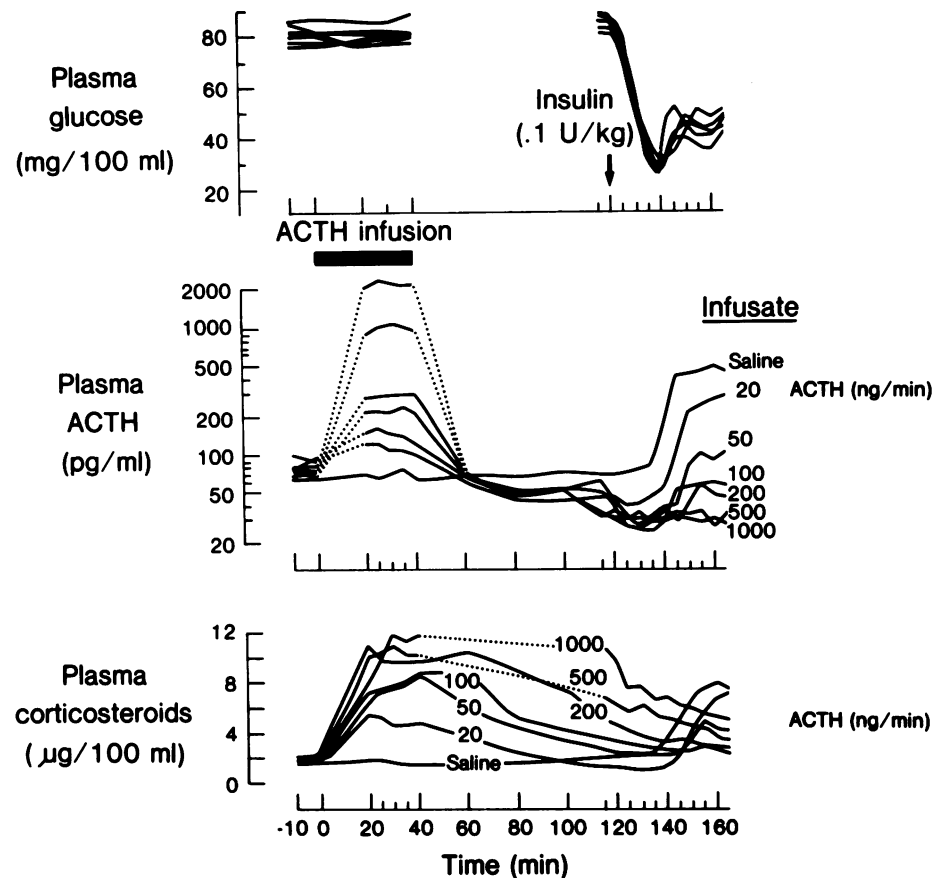 80
60
40
20
Plasma
glucose
(mg/100 ml)
Insulin
(.1 U/kg)
ACTH infusion
2000
1000
500
200
100
50
20
Plasma
ACTH
(pg/ml)
Infusate
Saline
20
ACTH (ng/min)
50
100
200
500
1000
12
8
4
0
Plasma
corticosteroids
(µg/100 ml)
1000
500
100
200
50
20
Saline
ACTH (ng/min)
-10 0 20 40 60 80 100 120 140 160
Time (min)